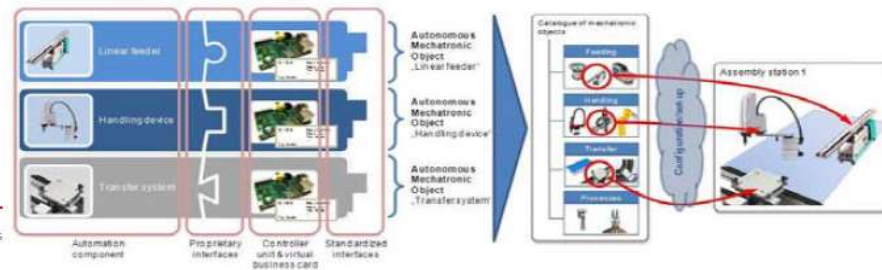 Linear feeder
Handling device
Transfer system
Autonomous
Mechatronic
Object
„Linear feeder“
Autonomous
Mechatronic
Object
„Handling device“
Autonomous
Mechatronic
Object
„Transfer system“
Automation
component
Proprietary
interfaces
Controller
unit & virtual
business card
Standardized
interfaces
Catalogue of mechatronic
objects
Feeding
Handling
Transfer
Processes
Configuration/set up
Assembly station 1